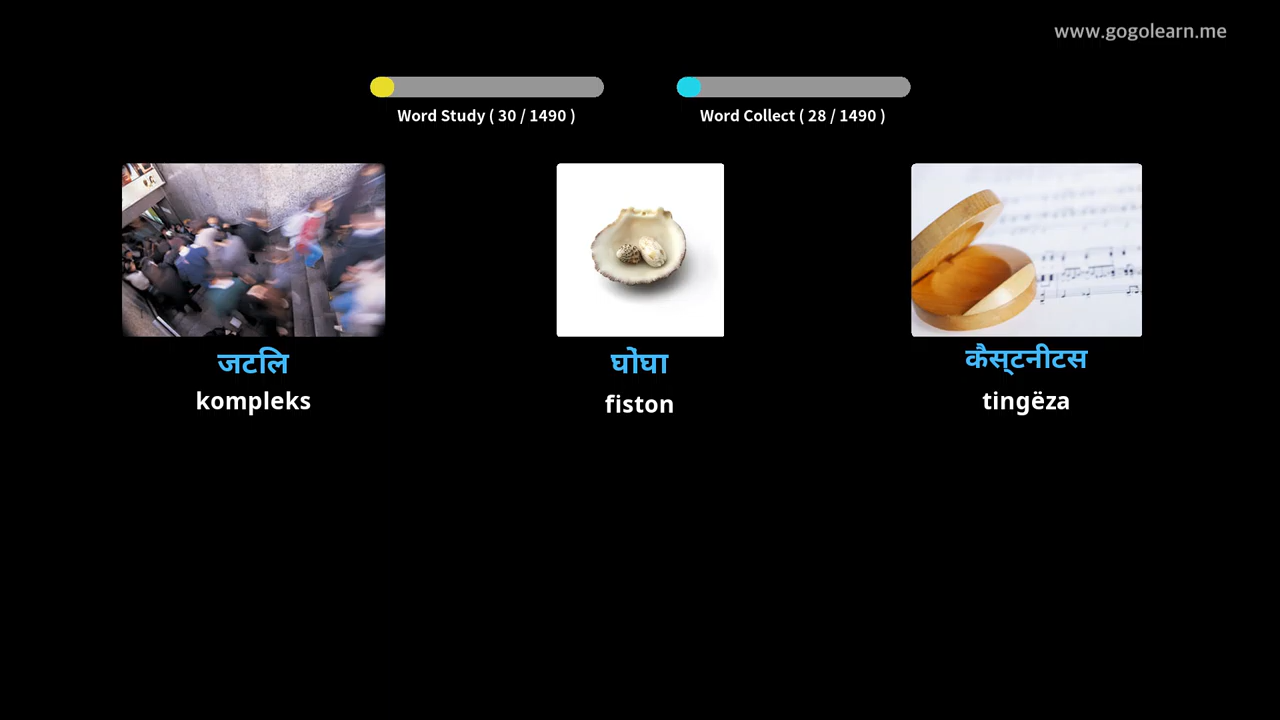 www.gogolearn.me
Word Study ( 30 / 1490 )
Word Collect ( 28 / 1490 )
जटलि
घोंघा
कैस्टनीटस
kompleks
fiston
tingëza